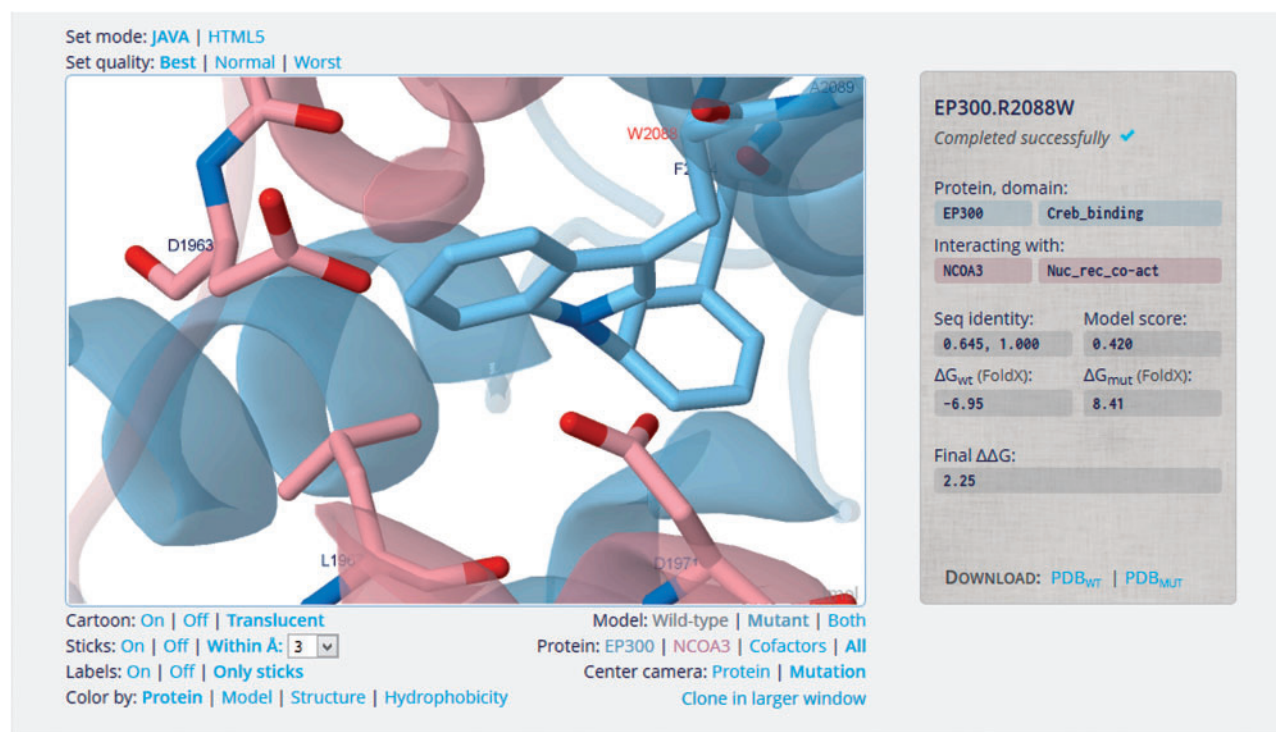 Set mode: JAVA | HTML5
Set quality: Best | Normal | Worst
A2089
W2088
D1963
D1971
Cartoon: On | Off | Translucent
Sticks: On | Off | Within Å: 3
Labels: On | Off | Only sticks
Color by: Protein | Model | Structure | Hydrophobicity
Model: Wild-type | Mutant | Both
Protein: EP300 | NCOA3 | Cofactors | All
Center camera: Protein | Mutation
Clone in larger window
EP300.R2088W
Completed successfully ✔
Protein, domain:
EP300 Creb_binding
Interacting with:
NCOA3 Nuc_rec_co-act
Seq identity: Model score:
0.645, 1.000 0.420
ΔGwt (FoldX): ΔGmut (FoldX):
-6.95 8.41
Final ΔΔG:
2.25
DOWNLOAD: PDBWT | PDBMUT